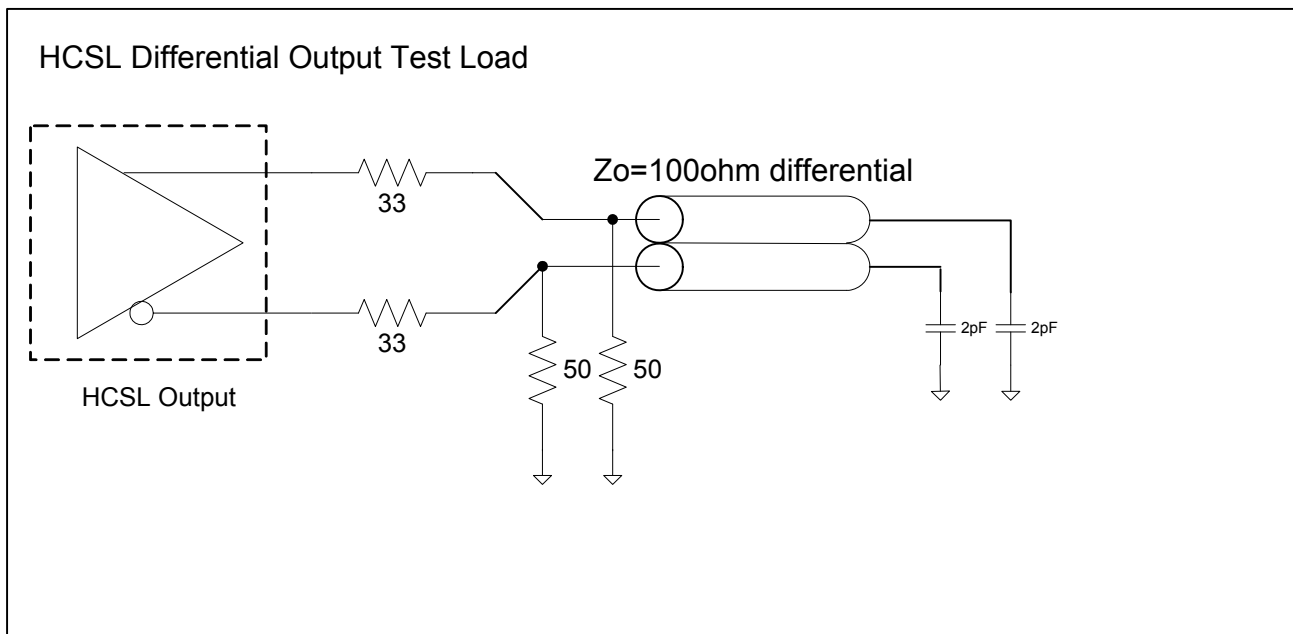 HCSL Differential Output Test Load
Zo=100ohm differential
33
33
2pF
2pF
50
50
HCSL Output